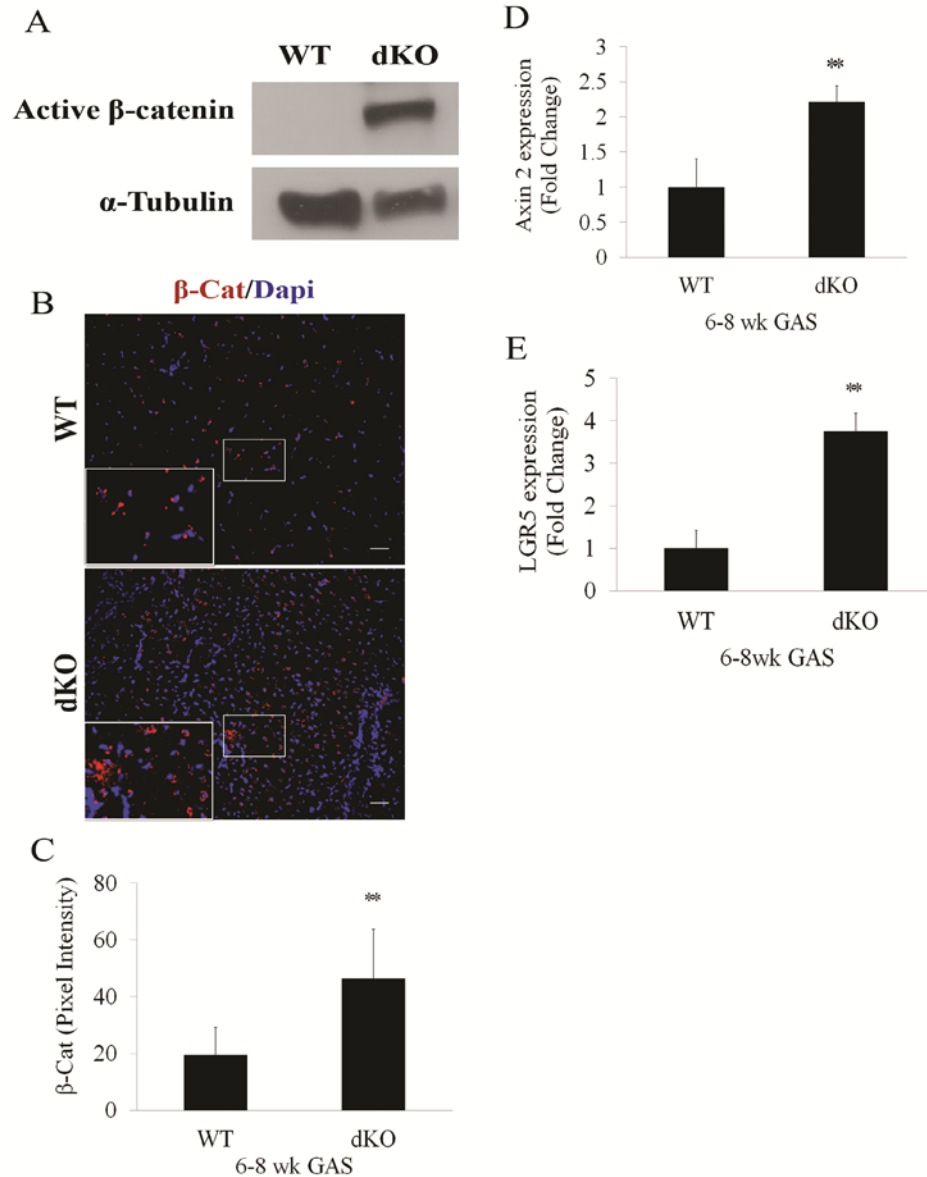 A
WT dKO
Active β-catenin
α-Tubulin
B
β-Cat/Dapi
WT
dKO
C
β-Cat (Pixel Intensity)
80
60
40
20
0
**
WT dKO
6-8 wk GAS
D
Axin 2 expression
(Fold Change)
3
2.5
2
1.5
1
0.5
0
**
WT dKO
6-8 wk GAS
E
LGR5 expression
(Fold Change)
5
4
3
2
1
0
**
WT dKO
6-8wk GAS